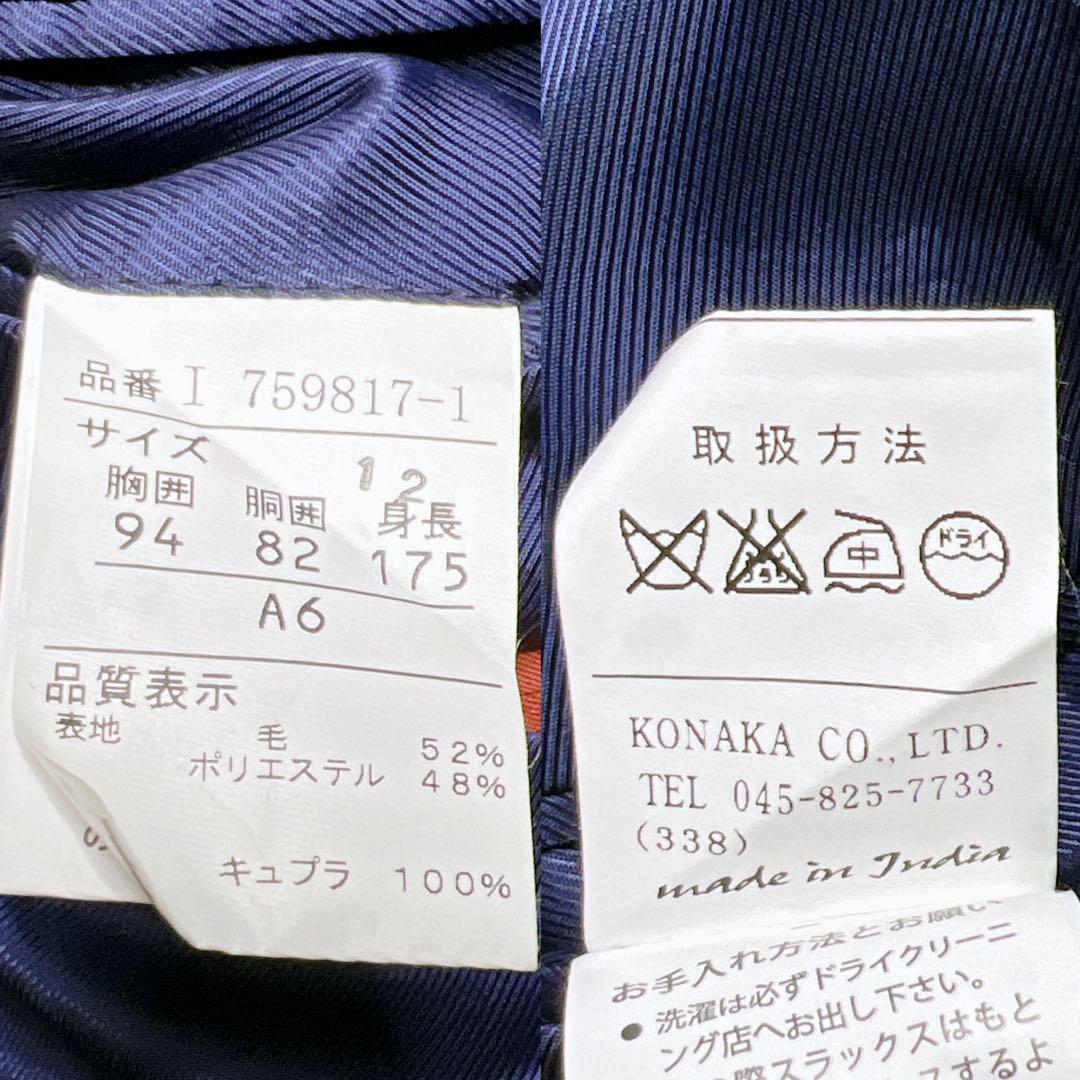 品番 I 759817-1
サイズ
12
胸囲 胴囲 身長
94 82 175
A6
品質表示
表地 毛 52%
ポリエステル 48%
キュプラ 100%
取扱方法
中 ドライ
KONAKA CO.,LTD.
TEL 045-825-7733
(338)
made in India
お手入れ方法とお願い
● 洗濯は必ずドライクリーニ
ング店へお出し下さい。
際スラックスはもと
するよ